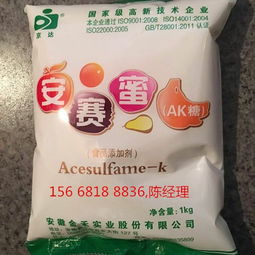 国家级高新技术企业
企业通过ISO9001:2008 ISO14001:2004
ISO22000:2005 GB/T28001:2011 认证
京达
安赛蜜
(AK糖)
(食品添加剂)
Acesulfame-k
156 6818 8836,陈经理
净含量:1kg
安徽金禾实业股份有限公司